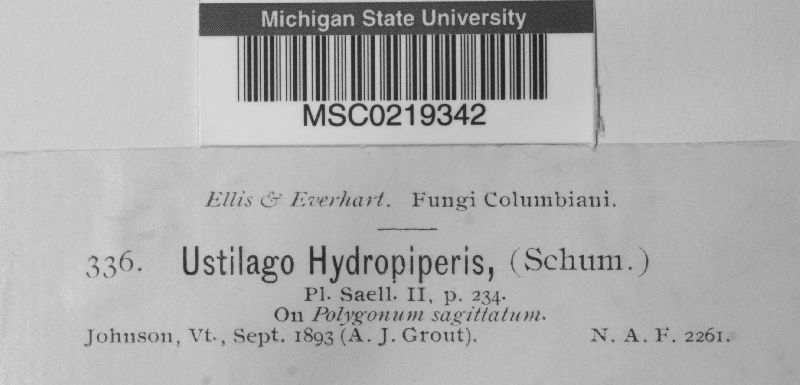 Michigan State University
MSC0219342
Ellis & Everhart. Fungi Columbiani.
336. Ustilago Hydropiperis, (Schum.)
Pl. Saell. II, p. 234.
On Polygonum sagittatum.
Johnson, Vt., Sept. 1893 (A. J. Grout). N. A. F. 2261.